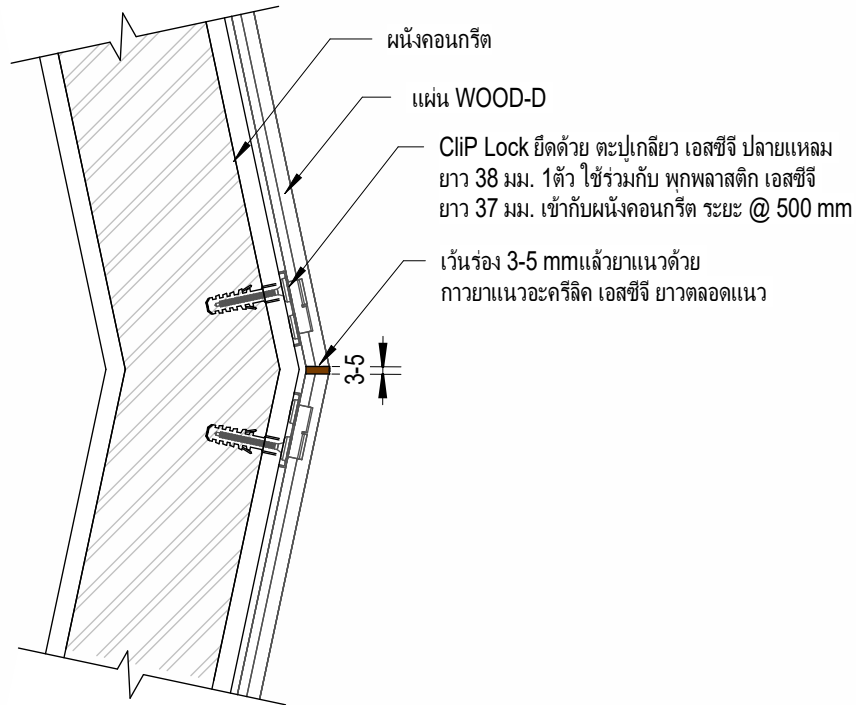 ผนังคอนกรีต
แผ่น WOOD-D
CliP Lock ยึดด้วย ตะปูเกลียว เอสซีจี ปลายแหลม
ยาว 38 มม. 1ตัว ใช้ร่วมกับ พุกพลาสติก เอสซีจี
ยาว 37 มม. เข้ากับผนังคอนกรีต ระยะ @ 500 mm
เว้นร่อง 3-5 mmแล้วยาแนวด้วย
กาวยาแนวอะครีลิค เอสซีจี ยาวตลอดแนว
3-5